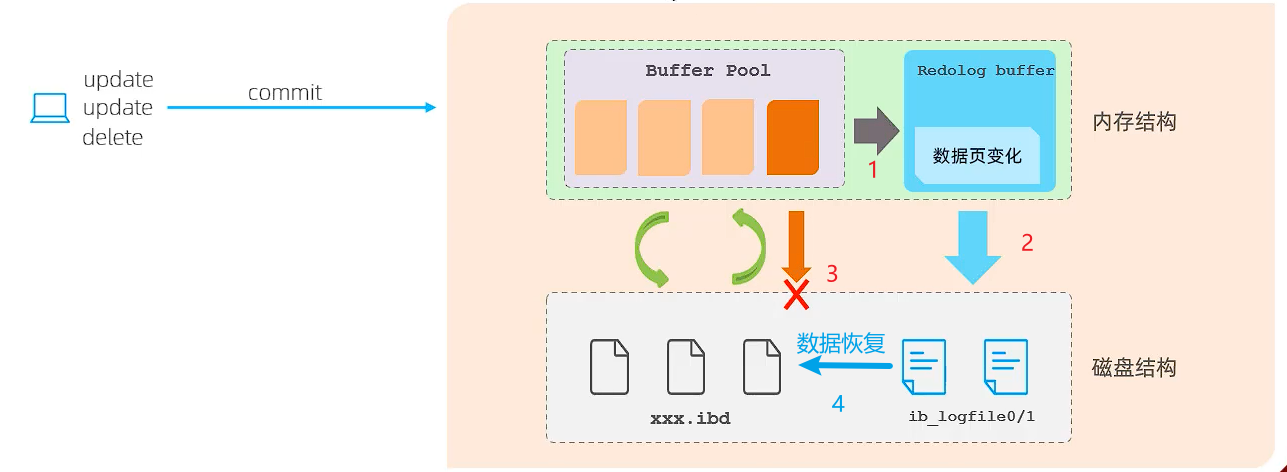 update
update
delete
commit
Buffer Pool
Redolog buffer
数据页变化
内存结构
1
2
3
数据恢复
4
xxx.ibd
ib_logfile0/1
磁盘结构